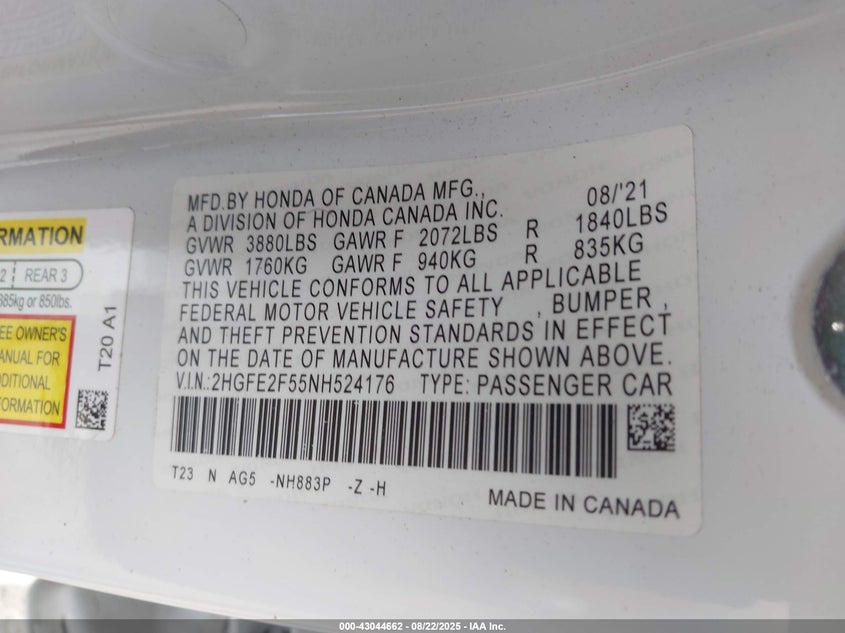 MFD.BY HONDA OF CANADA MFG., 08/'21
A DIVISION OF HONDA CANADA INC.
GVWR 3880LBS GAWR F 2072LBS R 1840LBS
GVWR 1760KG GAWR F 940KG R 835KG
THIS VEHICLE CONFORMS TO ALL APPLICABLE
FEDERAL MOTOR VEHICLE SAFETY , BUMPER ,
AND THEFT PREVENTION STANDARDS IN EFFECT
ON THE DATE OF MANUFACTURE SHOWN ABOVE.
V.I.N.:2HGFE2F55NH524176 TYPE: PASSENGER CAR
T23 N AG5 -NH883P -Z -H
MADE IN CANADA
RMATION
2 REAR 3
385kg or 850lbs.
EE OWNER'S
ANUAL FOR
DDITIONAL
FORMATION
T20 A1
000-43044662 - 08/22/2025 - IAA Inc.